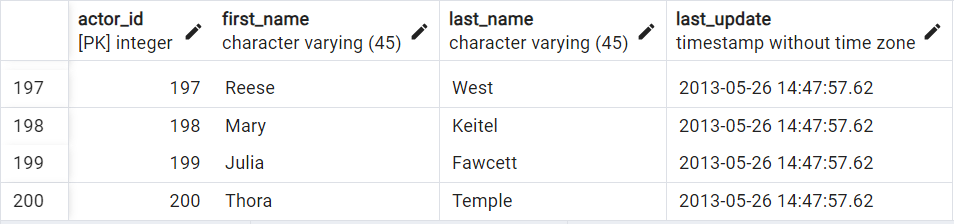 actor_id first_name last_name last_update
[PK] integer character varying (45) character varying (45) timestamp without time zone
197 197 Reese West 2013-05-26 14:47:57.62
198 198 Mary Keitel 2013-05-26 14:47:57.62
199 199 Julia Fawcett 2013-05-26 14:47:57.62
200 200 Thora Temple 2013-05-26 14:47:57.62